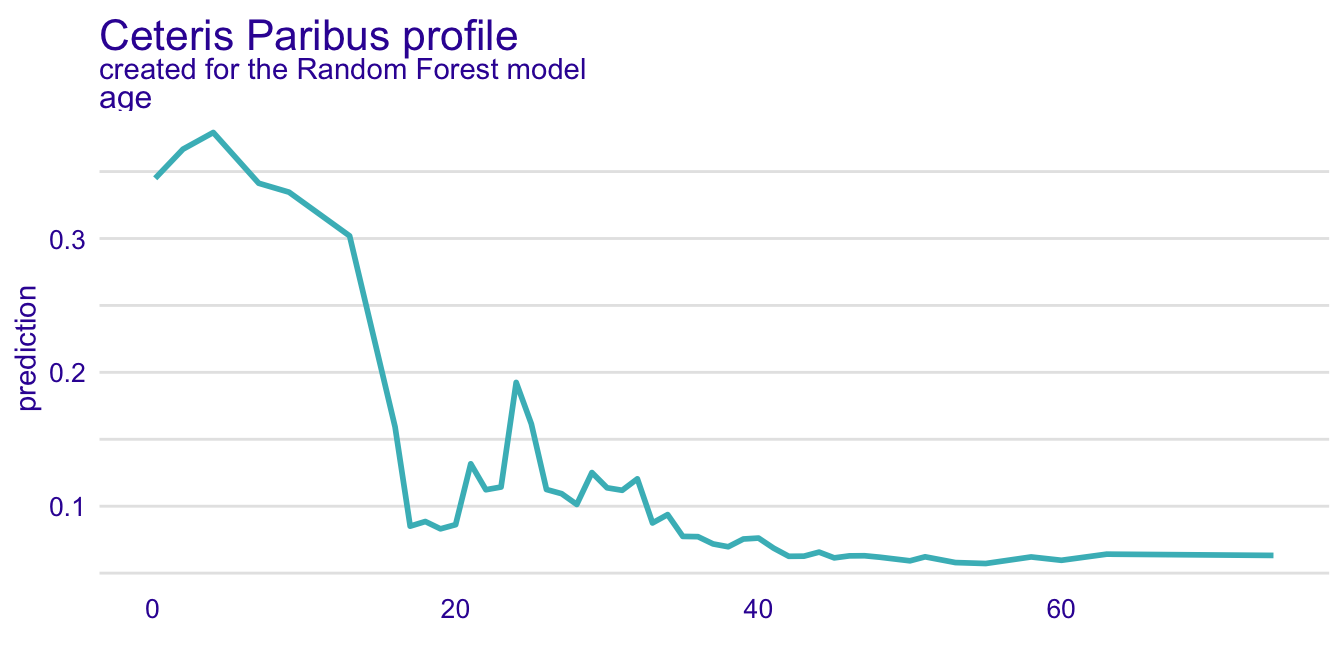 Ceteris Paribus profile
created for the Random Forest model
age
prediction
0.3
0.2
0.1
0 20 40 60